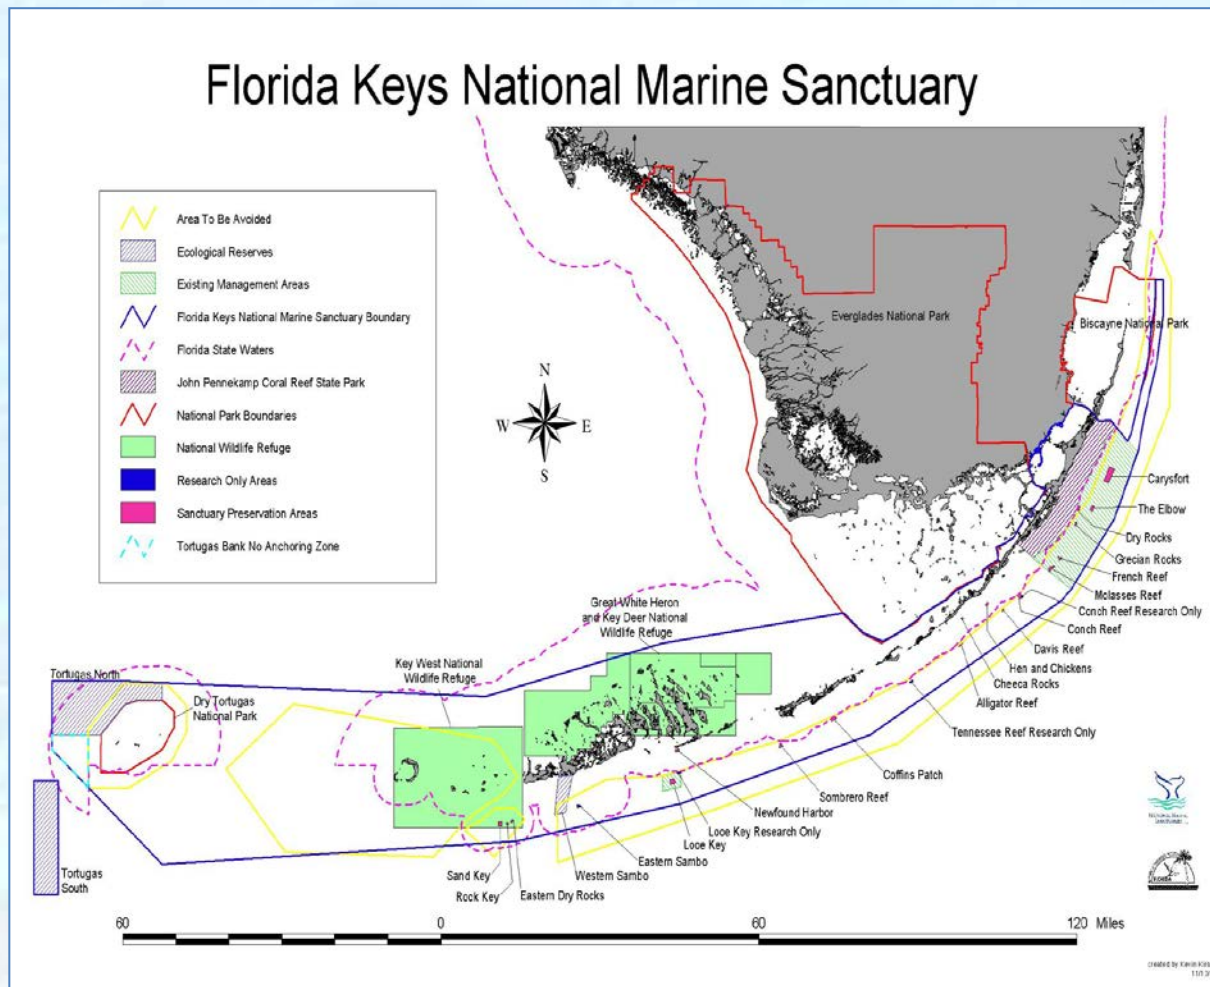 Florida Keys National Marine Sanctuary
Area To Be Avoided
Ecological Reserves
Existing Management Areas
Florida Keys National Marine Sanctuary Boundary
Florida State Waters
John Pennekamp Coral Reef State Park
National Park Boundaries
National Wildlife Refuge
Research Only Areas
Sanctuary Preservation Areas
Tortugas Bank No Anchoring Zone
N
W
E
S
Everglades National Park
Biscayne National Park
Carysfort
The Elbow
Dry Rocks
Grecian Rocks
French Reef
Mclasses Reef
Conch Reef Research Only
Conch Reef
Davis Reef
Hen and Chickens
Cheeca Rocks
Alligator Reef
Tennessee Reef Research Only
Coffins Patch
Sombrero Reef
Newfound Harbor
Looe Key Research Only
Looe Key
Eastern Sambo
Western Sambo
Eastern Dry Rocks
Rock Key
Sand Key
Great White Heron
and Key Deer National
Wildlife Refuge
Key West National
Wildlife Refuge
Tortugas North
Dry Tortugas
National Park
Tortugas
South
60
0
60
120
Miles
created by Kevin